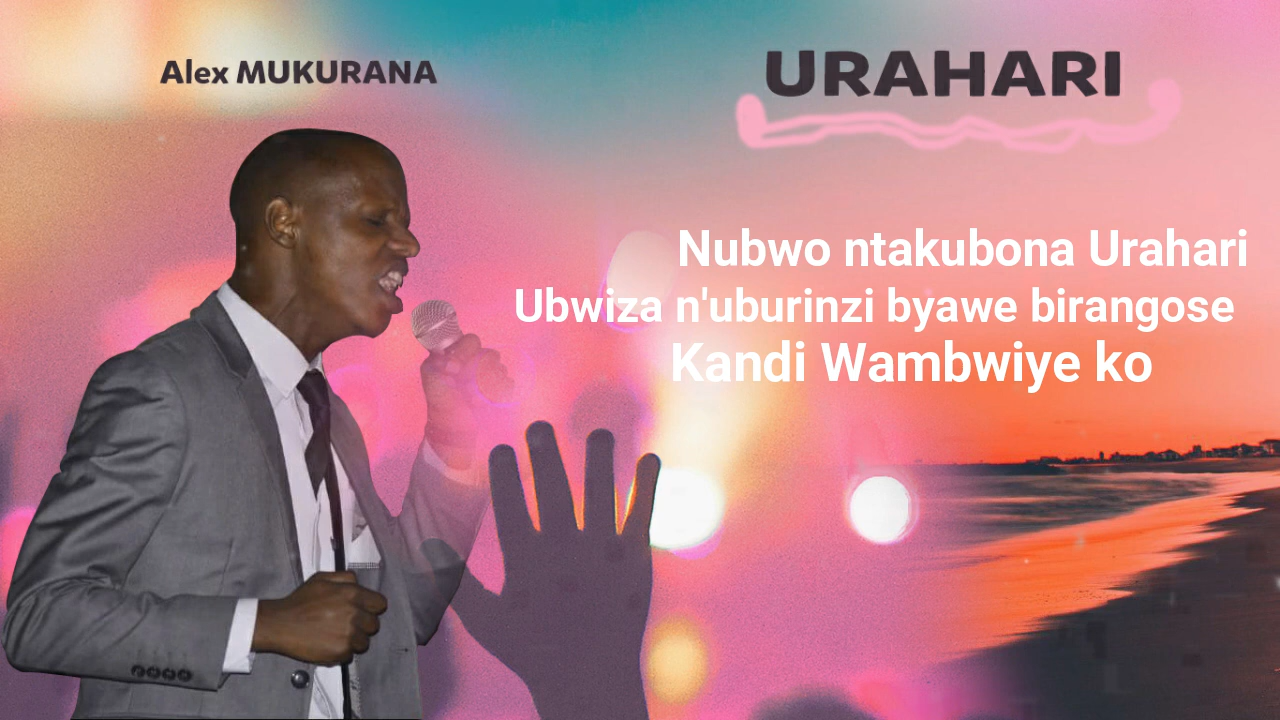 Alex MUKURANA
URAHARI
Nubwo ntakubona Urahari
Ubwiza n'uburinzi byawe birangose
Kandi Wambwiye ko